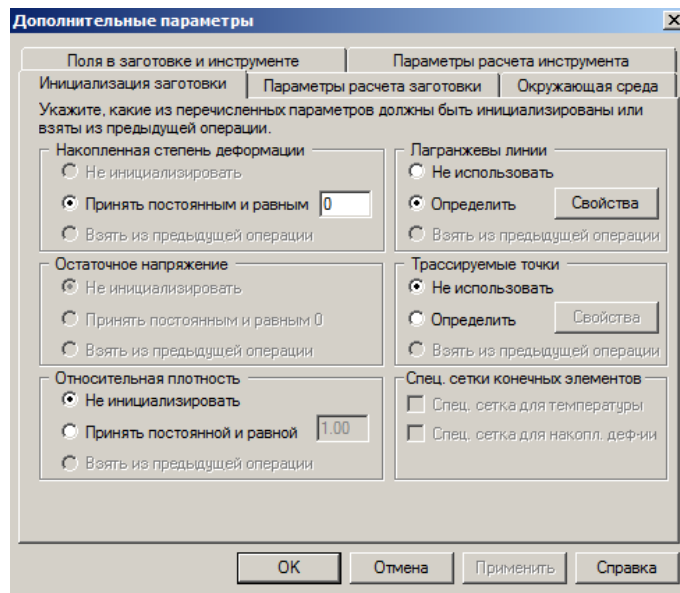 Дополнительные параметры
Поля в заготовке и инструменте
Параметры расчета инструмента
Инициализация заготовки
Параметры расчета заготовки
Окружающая среда
Укажите, какие из перечисленных параметров должны быть инициализированы или
взяты из предыдущей операции.
Накопленная степень деформации
Не инициализировать
Принять постоянным и равным 0
Взять из предыдущей операции
Лагранжевы линии
Не использовать
Определить Свойства
Взять из предыдущей операции
Остаточное напряжение
Не инициализировать
Принять постоянным и равным 0
Взять из предыдущей операции
Трассируемые точки
Не использовать
Определить Свойства
Взять из предыдущей операции
Относительная плотность
Не инициализировать
Принять постоянной и равной 1.00
Взять из предыдущей операции
Спец. сетки конечных элементов
Спец. сетка для температуры
Спец. сетка для накопл. деф-ии
OK Отмена Применить Справка